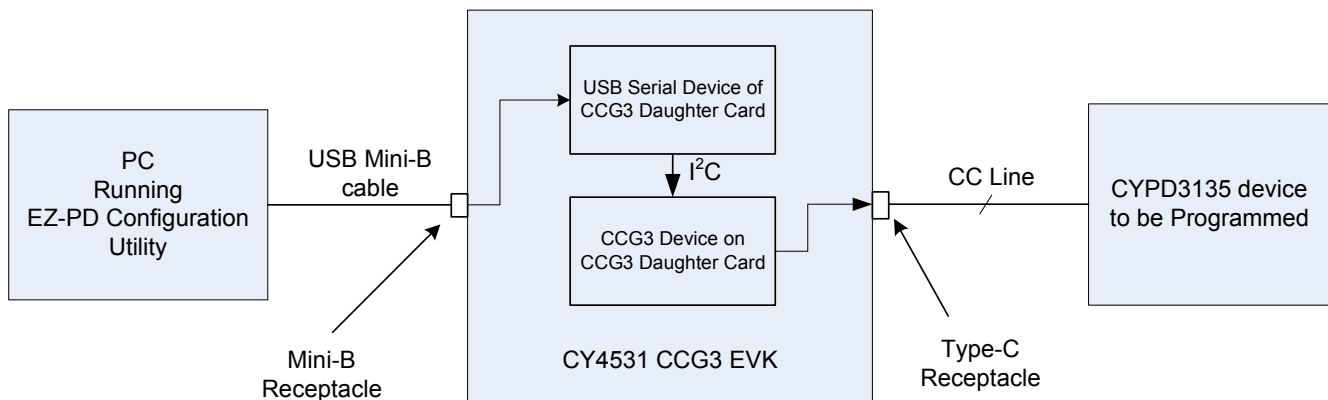 PC
Running
EZ-PD Configuration
Utility
USB Mini-B
cable
Mini-B
Receptacle
USB Serial Device of
CCG3 Daughter Card
I²C
CCG3 Device on
CCG3 Daughter Card
CY4531 CCG3 EVK
CC Line
Type-C
Receptacle
CYPD3135 device
to be Programmed